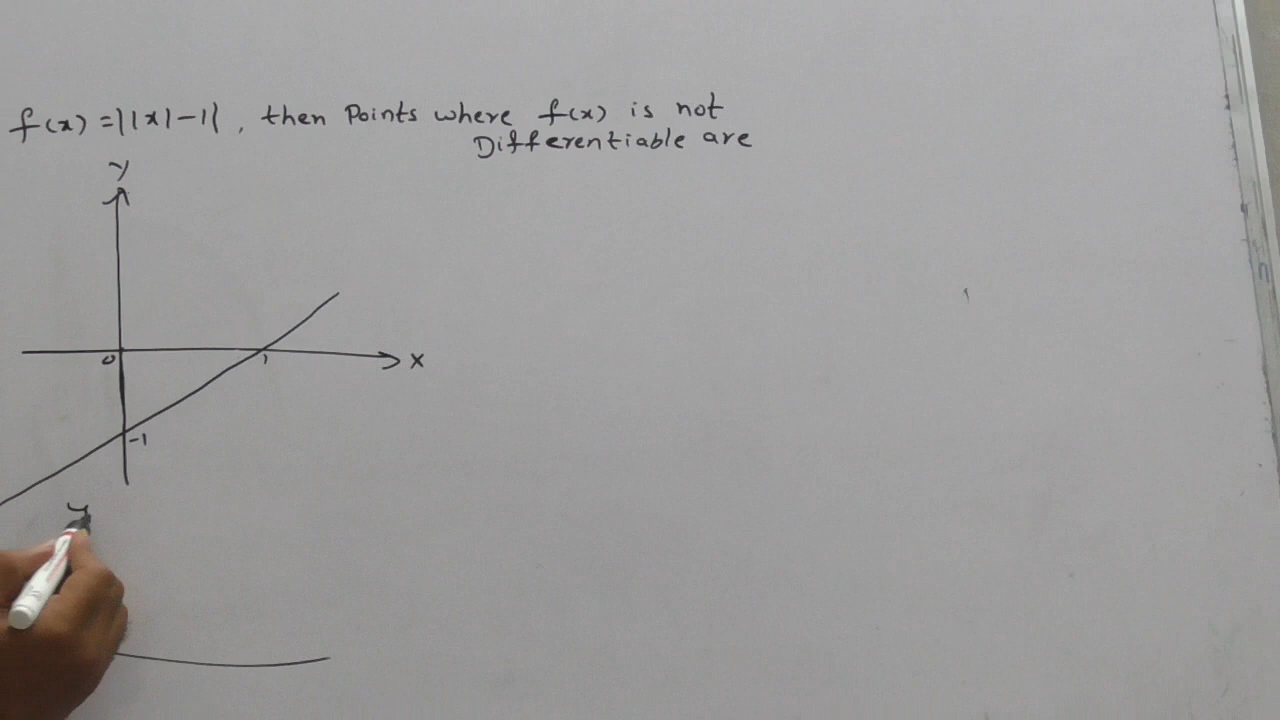 f(x) = ||x|-1|, then Points where f(x) is not
Differentiable are
y
0
1
x
-1
y